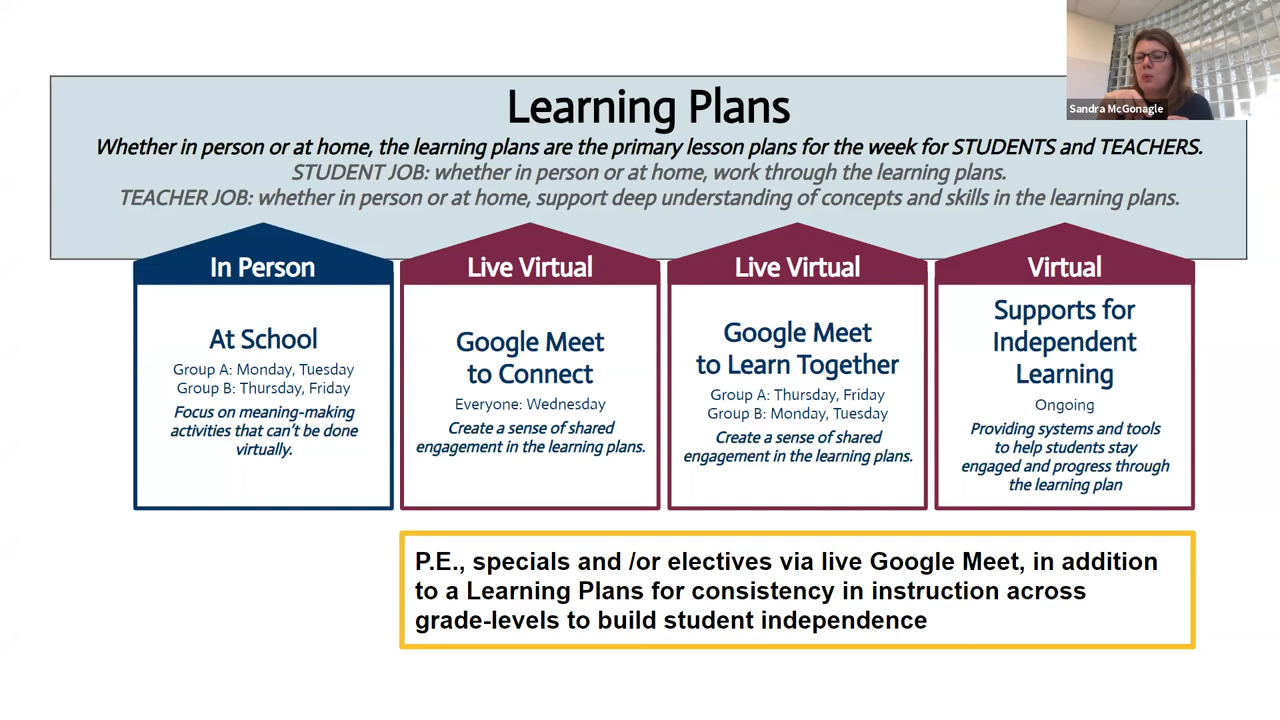 Sandra McGonagle
Learning Plans
Whether in person or at home, the learning plans are the primary lesson plans for the week for STUDENTS and TEACHERS.
STUDENT JOB: whether in person or at home, work through the learning plans.
TEACHER JOB: whether in person or at home, support deep understanding of concepts and skills in the learning plans.
In Person
At School
Group A: Monday, Tuesday
Group B: Thursday, Friday
Focus on meaning-making
activities that can't be done
virtually.
Live Virtual
Google Meet
to Connect
Everyone: Wednesday
Create a sense of shared
engagement in the learning plans.
Live Virtual
Google Meet
to Learn Together
Group A: Thursday, Friday
Group B: Monday, Tuesday
Create a sense of shared
engagement in the learning plans.
Virtual
Supports for
Independent
Learning
Ongoing
Providing systems and tools
to help students stay
engaged and progress through
the learning plan
P.E., specials and /or electives via live Google Meet, in addition
to a Learning Plans for consistency in instruction across
grade-levels to build student independence